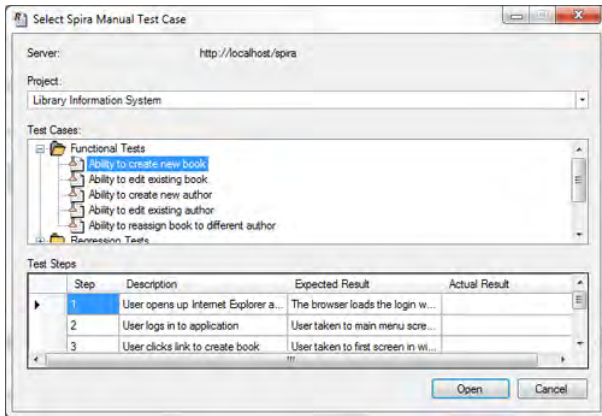 Select Spira Manual Test Case
Server: http://localhost/spira
Project:
Library Information System
Test Cases:
Functional Tests
Ability to create new book
Ability to edit existing book
Ability to create new author
Ability to edit existing author
Ability to reassign book to different author
Regression Tests
Test Steps
Step Description Expected Result Actual Result
1 User opens up Internet Explorer a... The browser loads the login w...
2 User logs in to application User taken to main menu scre...
3 User clicks link to create book User taken to first screen in wi...
Open Cancel